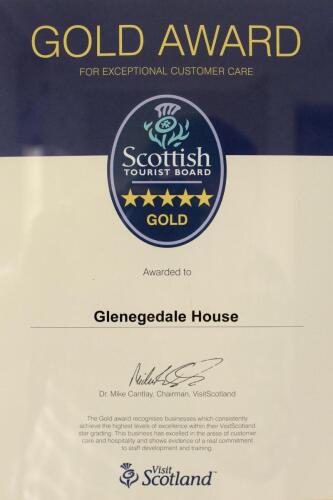 GOLD AWARD
FOR EXCEPTIONAL CUSTOMER CARE
Scottish
TOURIST BOARD
GOLD
Awarded to
Glenegedale House
Dr. Mike Cantlay, Chairman, VisitScotland
The Gold award recognises businesses which consistently
achieve the highest levels of excellence within their VisitScotland
star grading. This business has excelled in the areas of customer
care and hospitality and shows evidence of a real commitment
to staff development and training.
Visit
Scotland™